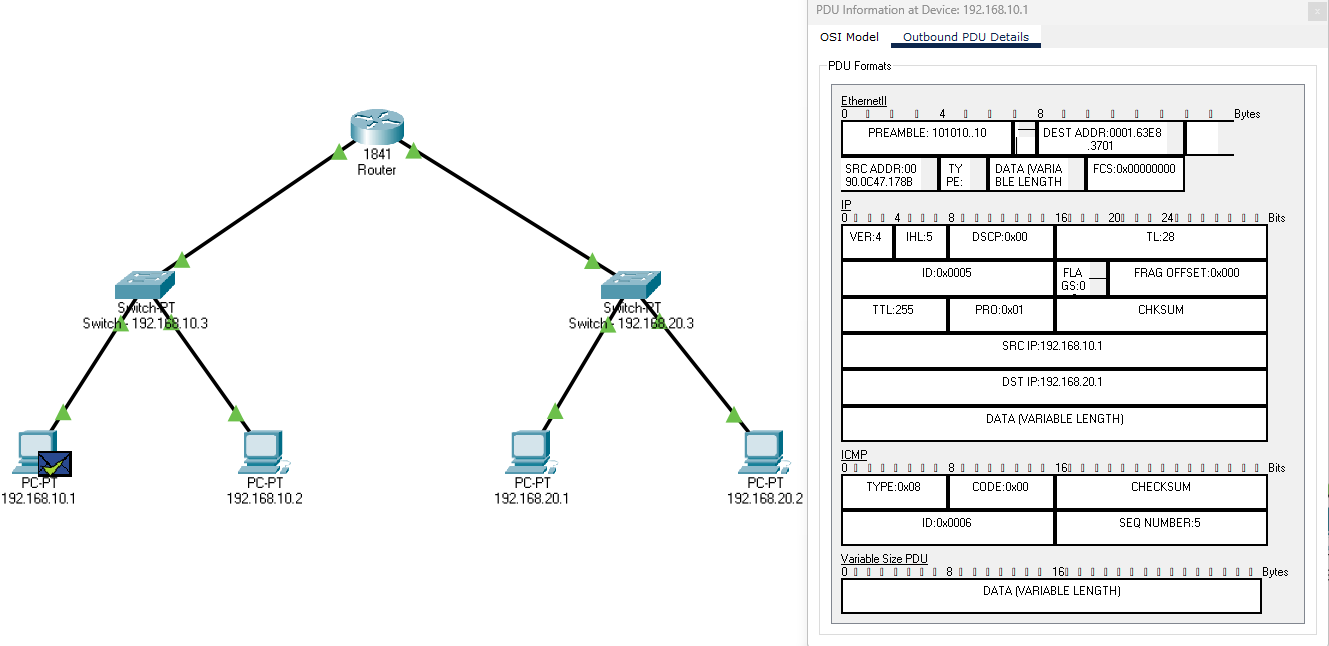 1841
Router
Switch-PT
Switch - 192.168.10.3
Switch-PT
Switch - 192.168.20.3
PC-PT
192.168.10.1
PC-PT
192.168.10.2
PC-PT
192.168.20.1
PC-PT
192.168.20.2
PDU Information at Device: 192.168.10.1
OSI Model
Outbound PDU Details
PDU Formats
EthernetII
0 4 8 Bytes
PREAMBLE: 101010..10
DEST ADDR:0001.63E8
.3701
SRC ADDR:00
90.0C47.178B
TY
PE:
DATA (VARIA
BLE LENGTH
FCS:0x00000000
IP
0 4 8 16 20 24 Bits
VER:4
IHL:5
DSCP:0x00
TL:28
ID:0x0005
FLA
GS:0
FRAG OFFSET:0x000
TTL:255
PRO:0x01
CHKSUM
SRC IP:192.168.10.1
DST IP:192.168.20.1
DATA (VARIABLE LENGTH)
ICMP
0 8 16 Bits
TYPE:0x08
CODE:0x00
CHECKSUM
ID:0x0006
SEQ NUMBER:5
Variable Size PDU
0 8 16 Bytes
DATA (VARIABLE LENGTH)